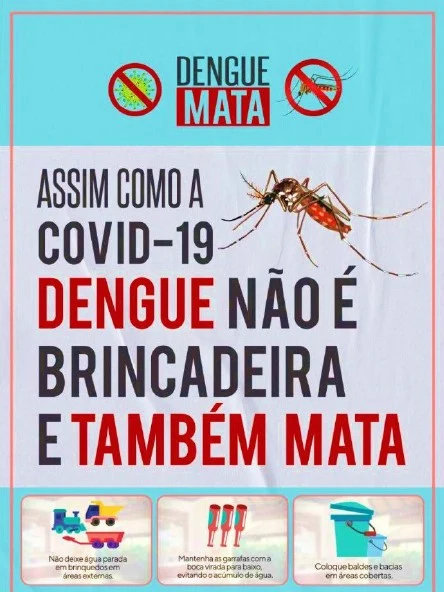 DENGUE
MATA
ASSIM COMO A
COVID-19
DENGUE NÃO É
BRINCADEIRA
E TAMBÉM MATA
Não deixe água parada
em brinquedos em
áreas externas.
Mantenha as garrafas com a
boca virada para baixo,
evitando o acúmulo de água.
Coloque baldes e bacias
em áreas cobertas.